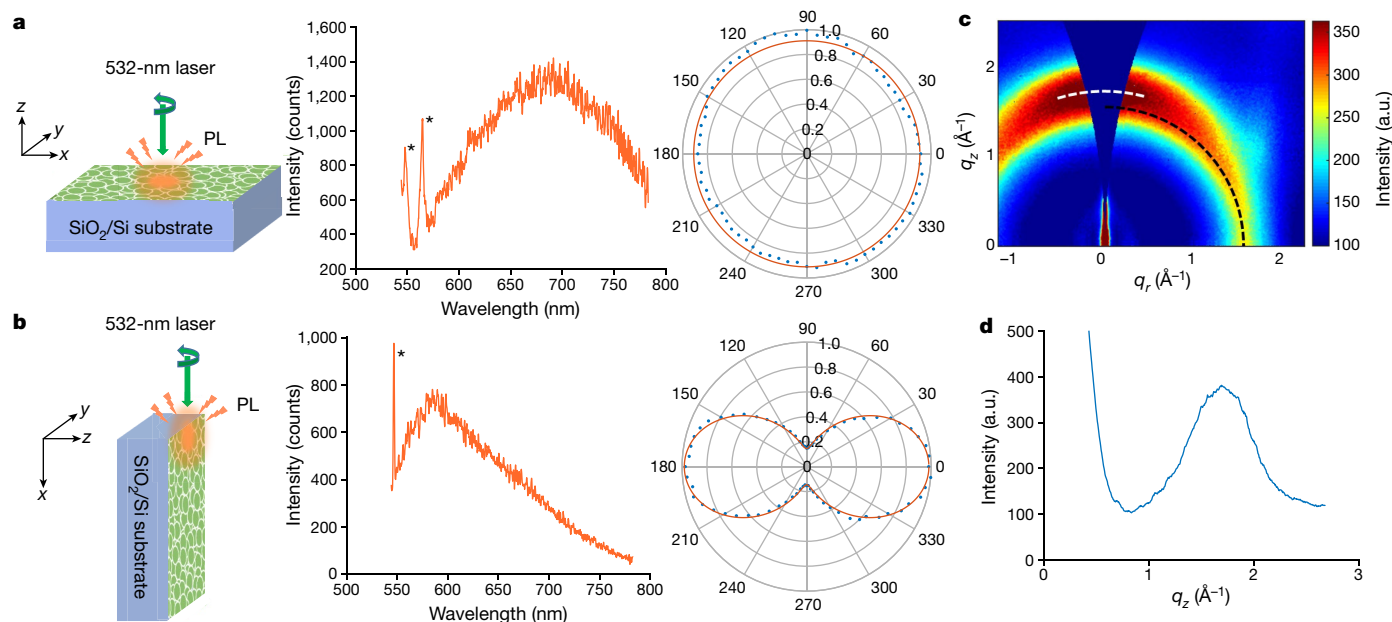 a
532-nm laser
z
y
x
PL
SiO2/Si substrate
Intensity (counts)
1,600
1,400
1,200
1,000
800
600
400
200
*
*
500 550 600 650 700 750 800
Wavelength (nm)
90
120 60
150 30
180 0
210 330
240 300
270
1.0
0.8
0.6
0.4
0.2
0
b
532-nm laser
y
z
x
PL
SiO2/Si substrate
Intensity (counts)
1,000
800
600
400
200
0
*
500 550 600 650 700 750 800
Wavelength (nm)
90
120 60
150 30
180 0
210 330
240 300
270
1.0
0.8
0.6
0.4
0.2
0
c
qz (Å−1)
2
1
0
−1 0 1 2
qr (Å−1)
350
300
250
200
150
100
Intensity (a.u.)
d
Intensity (a.u.)
500
400
300
200
100
0
0 1 2 3
qz (Å−1)